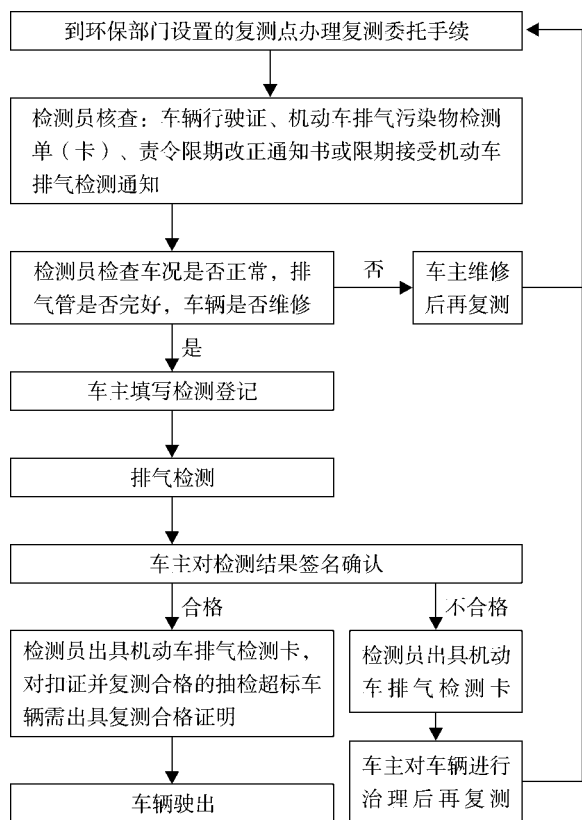 到环保部门设置的复测点办理复测委托手续
检测员核查：车辆行驶证、机动车排气污染物检测
单（卡）、责令限期改正通知书或限期接受机动车
排气检测通知
检测员检查车况是否正常，排
气管是否完好，车辆是否维修
否
车主维修
后再复测
是
车主填写检测登记
排气检测
车主对检测结果签名确认
合格
不合格
检测员出具机动车排气检测卡，
对扣证并复测合格的抽检超标车
辆需出具复测合格证明
检测员出具机动
车排气检测卡
车辆驶出
车主对车辆进行
治理后再复测